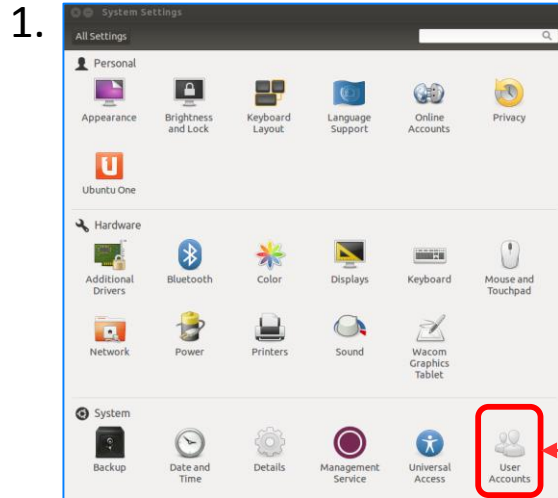 1.
System Settings
All Settings
Personal
Appearance
Brightness
and Lock
Keyboard
Layout
Language
Support
Online
Accounts
Privacy
Ubuntu One
Hardware
Additional
Drivers
Bluetooth
Color
Displays
Keyboard
Mouse and
Touchpad
Network
Power
Printers
Sound
Wacom
Graphics
Tablet
System
Backup
Date and
Time
Details
Management
Service
Universal
Access
User
Accounts